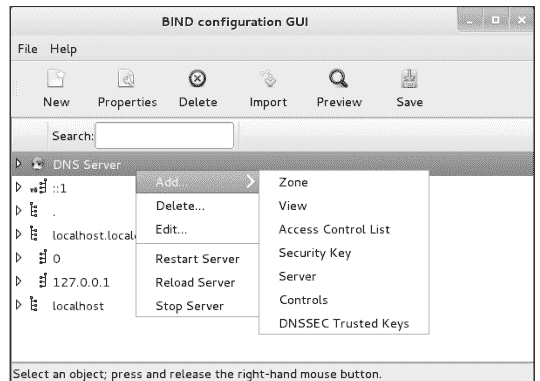 BIND configuration GUI
File Help
New Properties Delete Import Preview Save
Search:
DNS Server
::1
.
localhost.local
0
127.0.0.1
localhost
Add...
Delete...
Edit...
Restart Server
Reload Server
Stop Server
Zone
View
Access Control List
Security Key
Server
Controls
DNSSEC Trusted Keys
Select an object; press and release the right-hand mouse button.